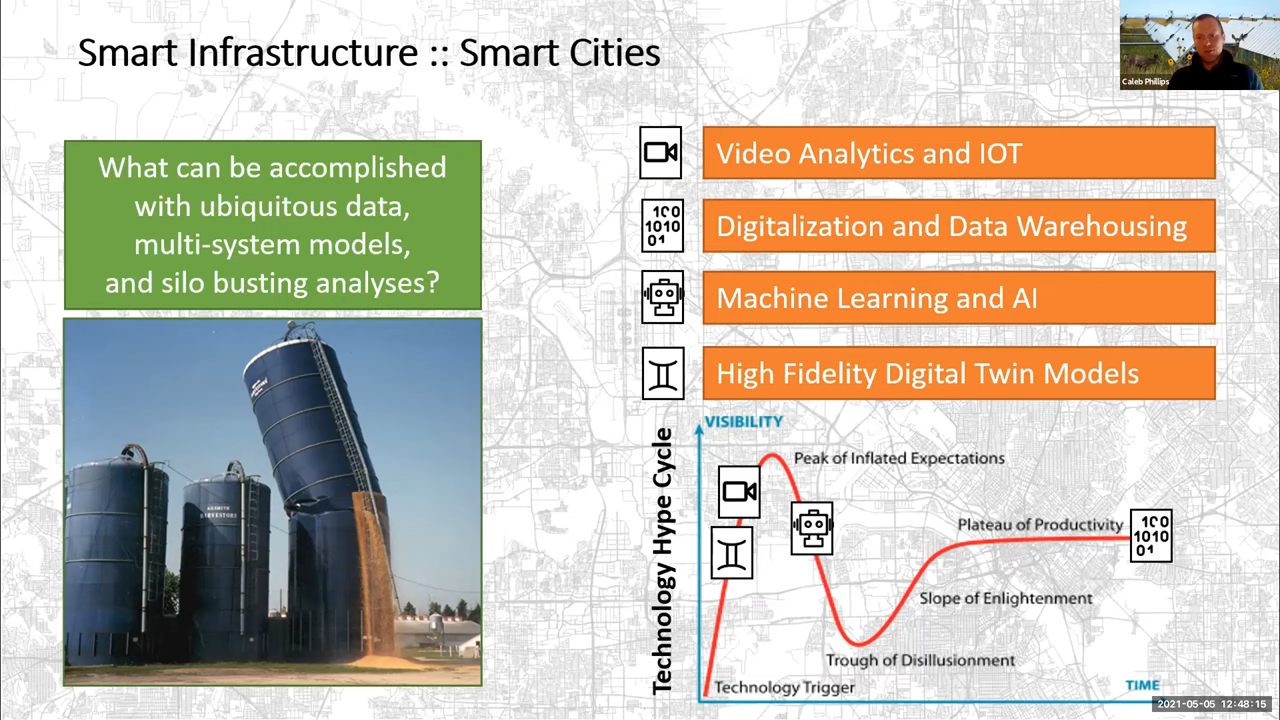 Smart Infrastructure :: Smart Cities
Caleb Phillips
What can be accomplished
with ubiquitous data,
multi-system models,
and silo busting analyses?
Video Analytics and IOT
100
1010
01
Digitalization and Data Warehousing
Machine Learning and AI
High Fidelity Digital Twin Models
HARVESTORE
Technology Hype Cycle
VISIBILITY
Peak of Inflated Expectations
Plateau of Productivity
100
1010
01
Slope of Enlightenment
Trough of Disillusionment
Technology Trigger
TIME
2021-05-05 12:48:15